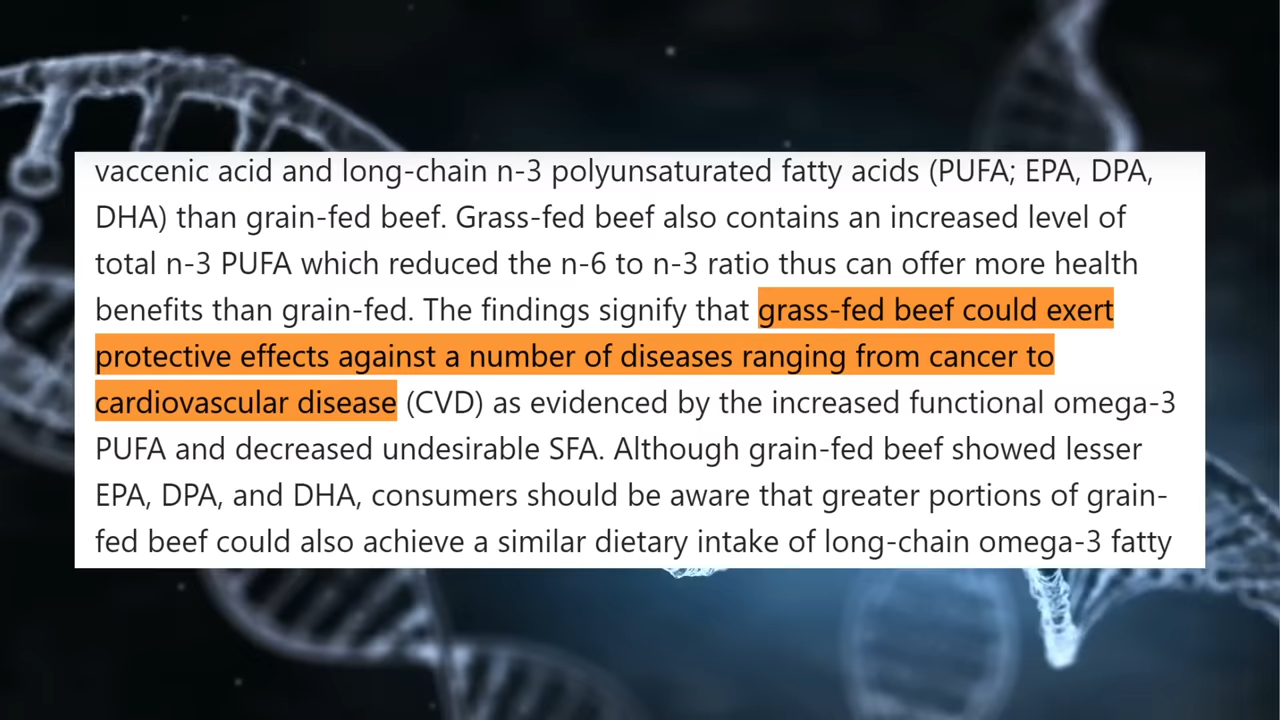 vaccenic acid and long-chain n-3 polyunsaturated fatty acids (PUFA; EPA, DPA,
DHA) than grain-fed beef. Grass-fed beef also contains an increased level of
total n-3 PUFA which reduced the n-6 to n-3 ratio thus can offer more health
benefits than grain-fed. The findings signify that grass-fed beef could exert
protective effects against a number of diseases ranging from cancer to
cardiovascular disease (CVD) as evidenced by the increased functional omega-3
PUFA and decreased undesirable SFA. Although grain-fed beef showed lesser
EPA, DPA, and DHA, consumers should be aware that greater portions of grain-
fed beef could also achieve a similar dietary intake of long-chain omega-3 fatty